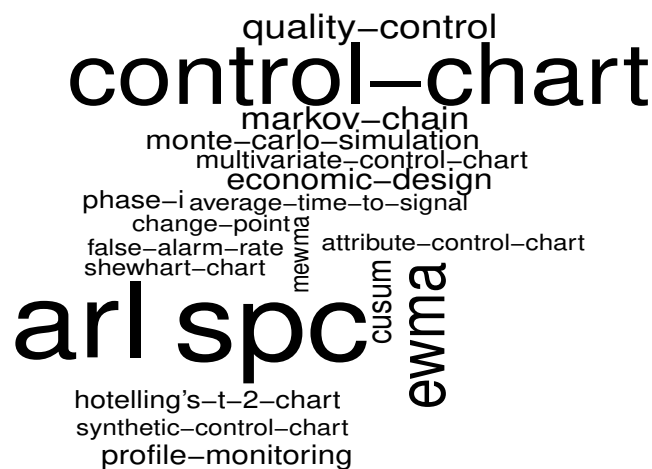 quality−control
control−chart
markov−chain
monte−carlo−simulation
multivariate−control−chart
economic−design
phase−i
average−time−to−signal
change−point
mewma
attribute−control−chart
false−alarm−rate
shewhart−chart
arl
spc
cusum
ewma
hotelling's−t−2−chart
synthetic−control−chart
profile−monitoring